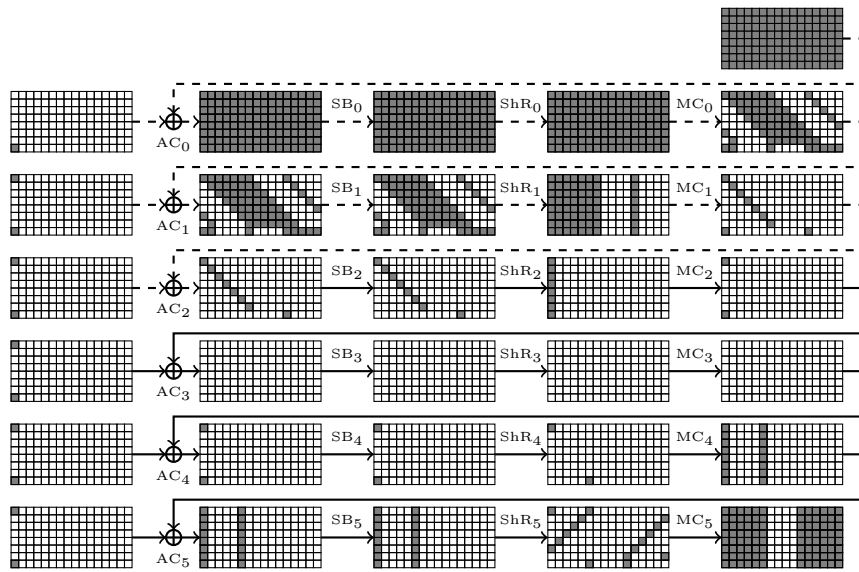 SB₀ ShR₀ MC₀
AC₀
SB₁ ShR₁ MC₁
AC₁
SB₂ ShR₂ MC₂
AC₂
SB₃ ShR₃ MC₃
AC₃
SB₄ ShR₄ MC₄
AC₄
SB₅ ShR₅ MC₅
AC₅